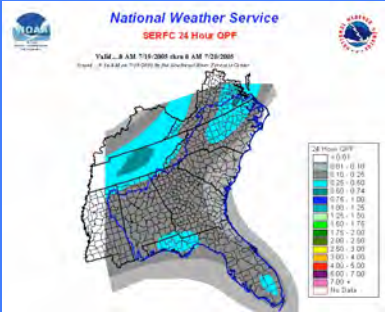 National Weather Service
SERFC 24 Hour QPF
Valid ... 8 AM 7/19/2005 thru 8 AM 7/20/2005
NOAA
24 Hour QPF
< 0.01
0.01 - 0.10
0.10 - 0.25
0.25 - 0.50
0.50 - 0.74
0.75 - 1.00
1.00 - 1.25
1.25 - 1.50
1.50 - 1.75
1.75 - 2.00
2.00 - 2.50
2.50 - 3.00
3.00 - 4.00
4.00 - 5.00
6.00 - 7.00
7.00 +
No Data